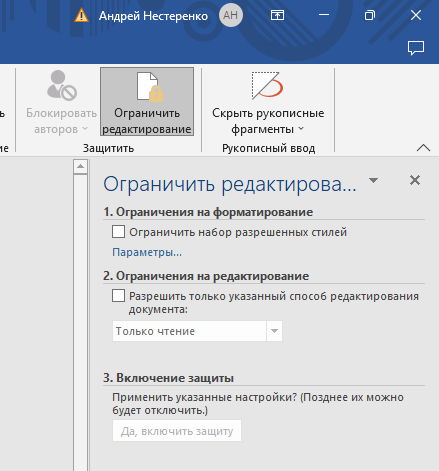 Андрей Нестеренко АН
Блокировать
авторов
Ограничить
редактирование
Скрыть рукописные
фрагменты
Защитить
Рукописный ввод
Ограничить редактирова...
1. Ограничения на форматирование
Ограничить набор разрешенных стилей
Параметры...
2. Ограничения на редактирование
Разрешить только указанный способ редактирования
документа:
Только чтение
3. Включение защиты
Применить указанные настройки? (Позднее их можно
будет отключить.)
Да, включить защиту